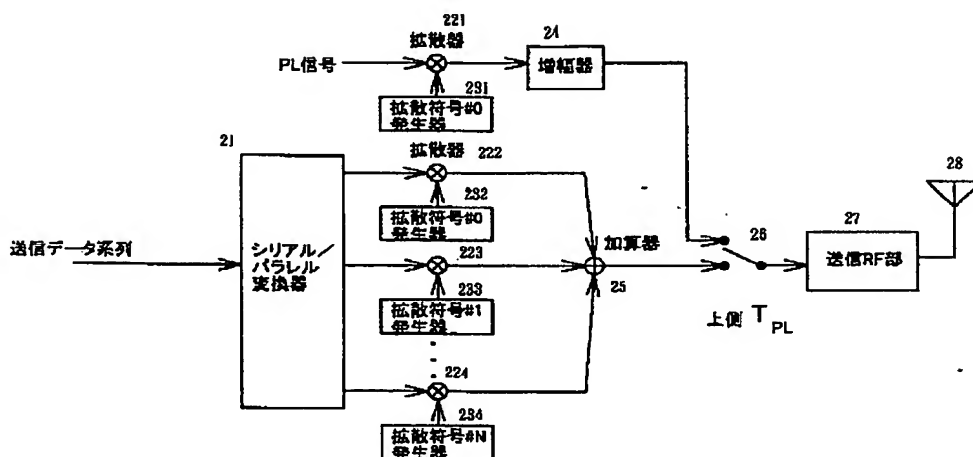 221
拡散器
PL信号
24
増幅器
231
拡散符号#0
発生器
21
拡散器
222
232
拡散符号#0
発生器
28
送信データ系列
シリアル/
パラレル
変換器
223
加算器
25
26
27
送信RF部
233
拡散符号#1
発生器
上側 TPL
224
234
拡散符号#N
発生器